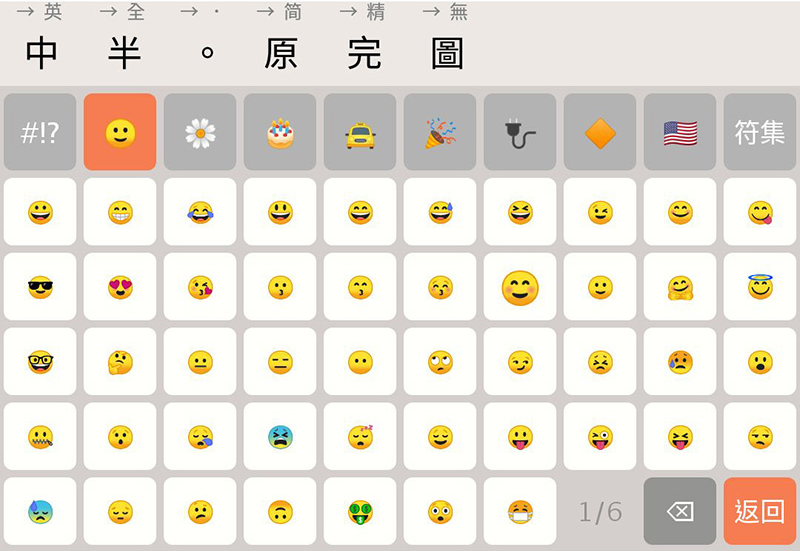 → 英 → 全 → · → 简 → 精 → 無
中 半 。 原 完 圖
#!? 符集
1/6 返回